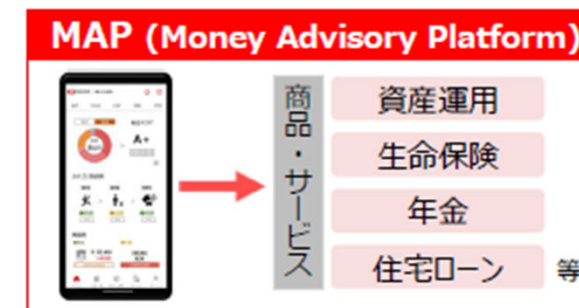 MAP (Money Advisory Platform)
A+
商品・サービス
資産運用
生命保険
年金
住宅ローン
等